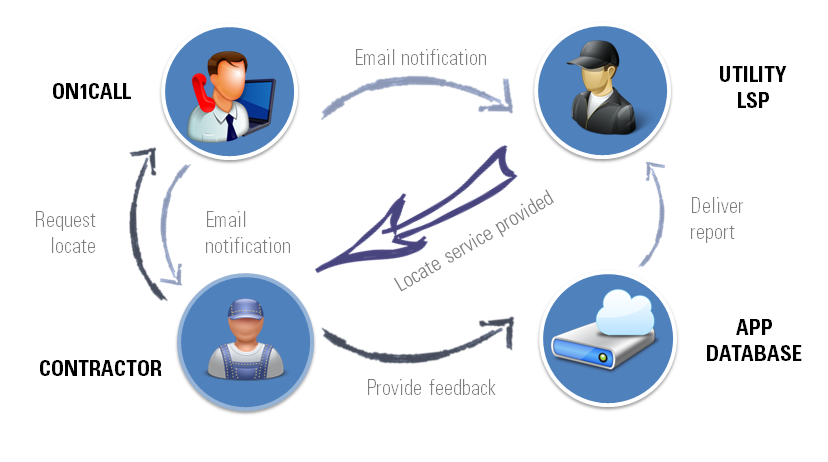 Email notification
ON1CALL
UTILITY
LSP
Request
locate
Email
notification
Locate service provided
Deliver
report
CONTRACTOR
APP
DATABASE
Provide feedback